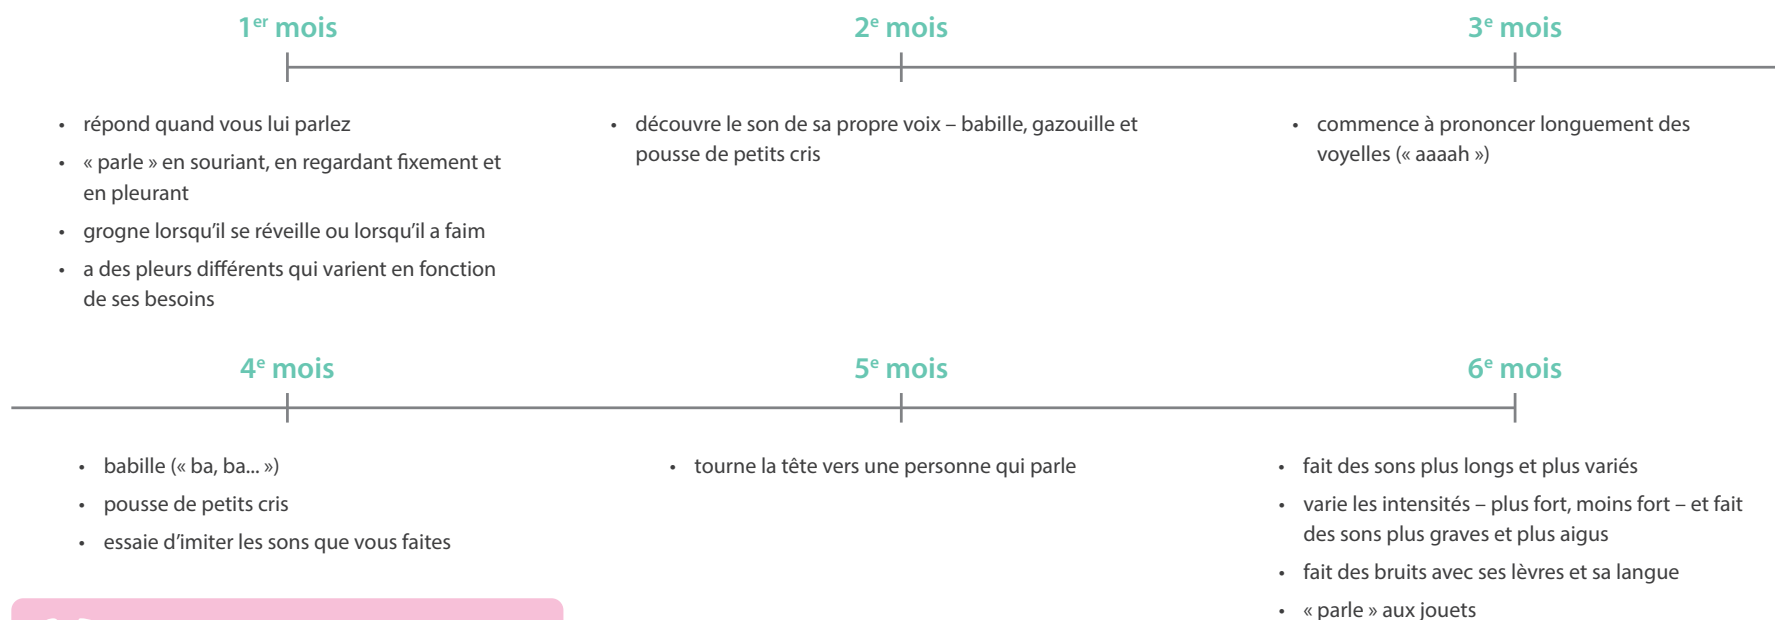 1er mois
2e mois
3e mois
• répond quand vous lui parlez
• « parle » en souriant, en regardant fixement et
en pleurant
• grogne lorsqu'il se réveille ou lorsqu'il a faim
• a des pleurs différents qui varient en fonction
de ses besoins
• découvre le son de sa propre voix – babille, gazouille et
pousse de petits cris
• commence à prononcer longuement des
voyelles (« aaaah »)
4e mois
5e mois
6e mois
• babille (« ba, ba... »)
• pousse de petits cris
• essaie d'imiter les sons que vous faites
• tourne la tête vers une personne qui parle
• fait des sons plus longs et plus variés
• varie les intensités – plus fort, moins fort – et fait
des sons plus graves et plus aigus
• fait des bruits avec ses lèvres et sa langue
• « parle » aux jouets